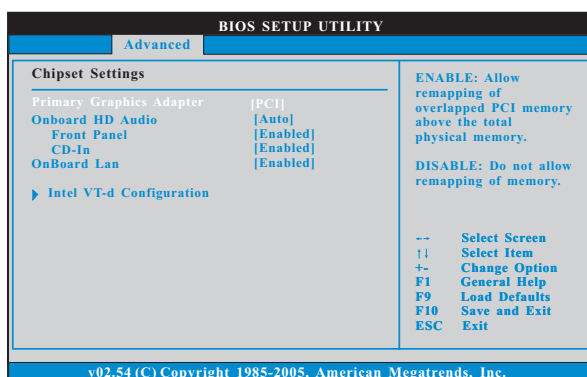 BIOS SETUP UTILITY
Advanced
Chipset Settings
Primary Graphics Adapter [PCI]
Onboard HD Audio [Auto]
Front Panel [Enabled]
CD-In [Enabled]
OnBoard Lan [Enabled]
Intel VT-d Configuration
ENABLE: Allow
remapping of
overlapped PCI memory
above the total
physical memory.
DISABLE: Do not allow
remapping of memory.
←→ Select Screen
↑↓ Select Item
+- Change Option
F1 General Help
F9 Load Defaults
F10 Save and Exit
ESC Exit
v02.54 (C) Copyright 1985-2005, American Megatrends, Inc.